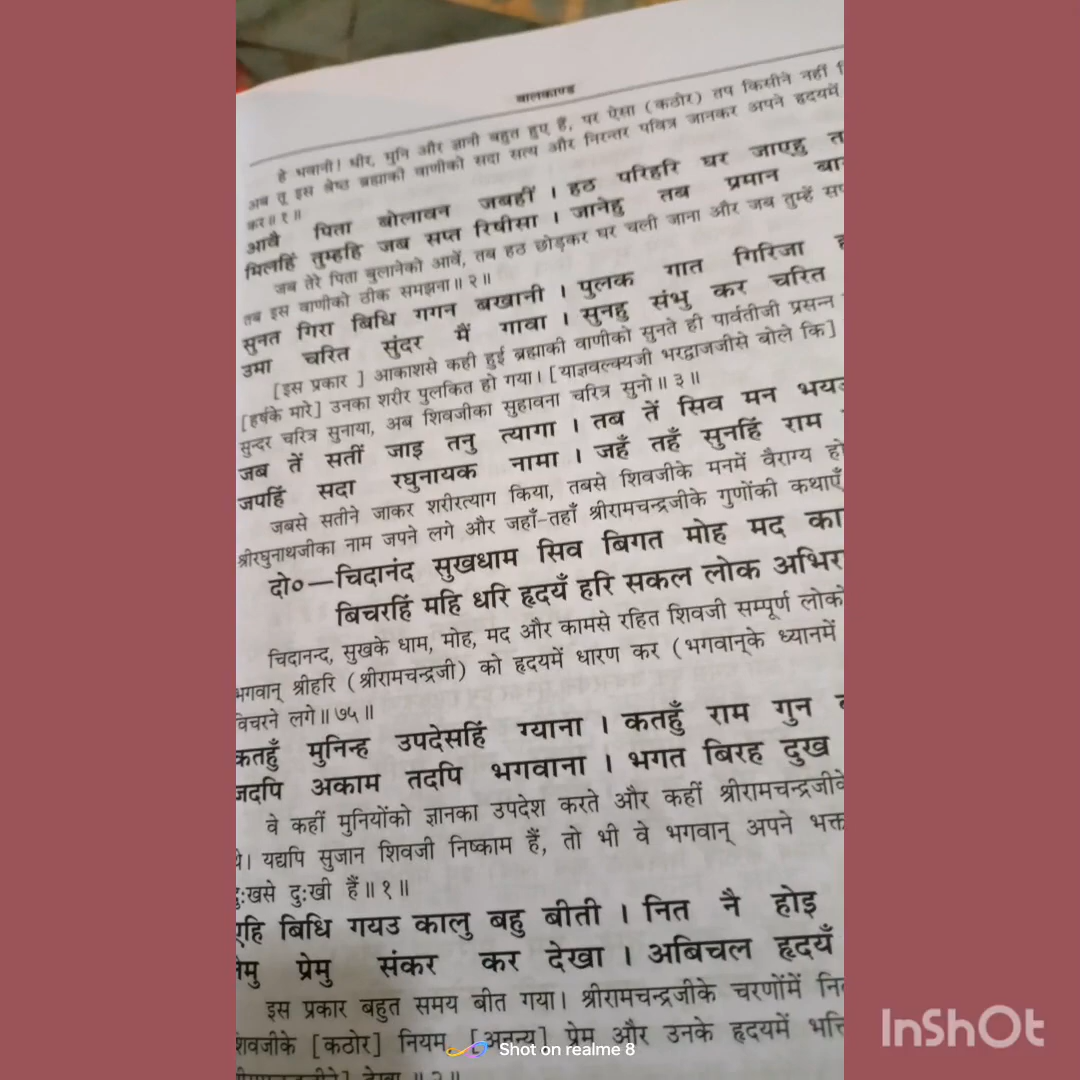 बालकाण्ड
हे भवानी! धीर, मुनि और ज्ञानी बहुत हुए हैं, पर ऐसा (कठोर) तप किसीने नहीं
अब तू इस श्रेष्ठ ब्रह्माकी वाणीको सदा सत्य और निरन्तर पवित्र जानकर अपने हृदयमें
कर॥१॥
आवै पिता बोलावन जबहीं । हठ परिहरि घर जाएहु
मिलहिं तुम्हहि जब सप्त रिषीसा । जानेहु तब प्रमान
जब तेरे पिता बुलानेको आवें, तब हठ छोड़कर घर चली जाना और जब तुम्हें
तब इस वाणीको ठीक समझना॥२॥
सुनत गिरा बिधि गगन बखानी । पुलक गात गिरिजा
उमा चरित सुंदर मैं गावा । सुनहु संभु कर चरित
[इस प्रकार ] आकाशसे कही हुई ब्रह्माकी वाणीको सुनते ही पार्वतीजी प्रसन्न
[हर्षके मारे] उनका शरीर पुलकित हो गया। [याज्ञवल्क्यजी भरद्वाजजीसे बोले कि]
सुन्दर चरित्र सुनाया, अब शिवजीका सुहावना चरित्र सुनो॥३॥
जब तें सतीं जाइ तनु त्यागा । तब तें सिव मन
जपहिं सदा रघुनायक नामा । जहँ तहँ सुनहिं राम
जबसे सतीने जाकर शरीरत्याग किया, तबसे शिवजीके मनमें वैराग्य हो
श्रीरघुनाथजीका नाम जपने लगे और जहाँ-तहाँ श्रीरामचन्द्रजीके गुणोंकी कथाएँ
दो०—चिदानंद सुखधाम सिव बिगत मोह मद का
बिचरहिं महि धरि हृदयँ हरि सकल लोक अभिरा
चिदानन्द, सुखके धाम, मोह, मद और कामसे रहित शिवजी सम्पूर्ण लोको
भगवान् श्रीहरि (श्रीरामचन्द्रजी) को हृदयमें धारण कर (भगवान्‌के ध्यानमें
विचरने लगे॥७५॥
कतहुँ मुनिन्ह उपदेसहिं ग्याना । कतहुँ राम गुन
जदपि अकाम तदपि भगवाना । भगत बिरह दुख
वे कहीं मुनियोंको ज्ञानका उपदेश करते और कहीं श्रीरामचन्द्रजीके
थे। यद्यपि सुजान शिवजी निष्काम हैं, तो भी वे भगवान् अपने भक्त
दुःखसे दुःखी हैं॥१॥
एहि बिधि गयउ कालु बहु बीती । नित नै होइ
नेमु प्रेमु संकर कर देखा । अबिचल हृदयँ
इस प्रकार बहुत समय बीत गया। श्रीरामचन्द्रजीके चरणोंमें
शिवजीके [कठोर] नियम, [अनन्य] प्रेम और उनके हृदयमें
देखा॥२॥
Shot on realme 8
InShOt